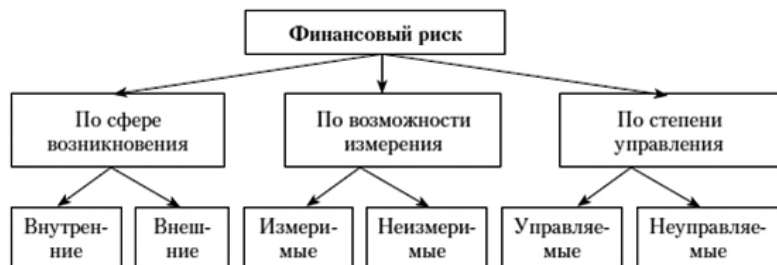 Финансовый риск
По сфере
возникновения
По возможности
измерения
По степени
управления
Внутрен-
ние
Внеш-
ние
Измери-
мые
Неизмери-
мые
Управляе-
мые
Неуправляе-
мые